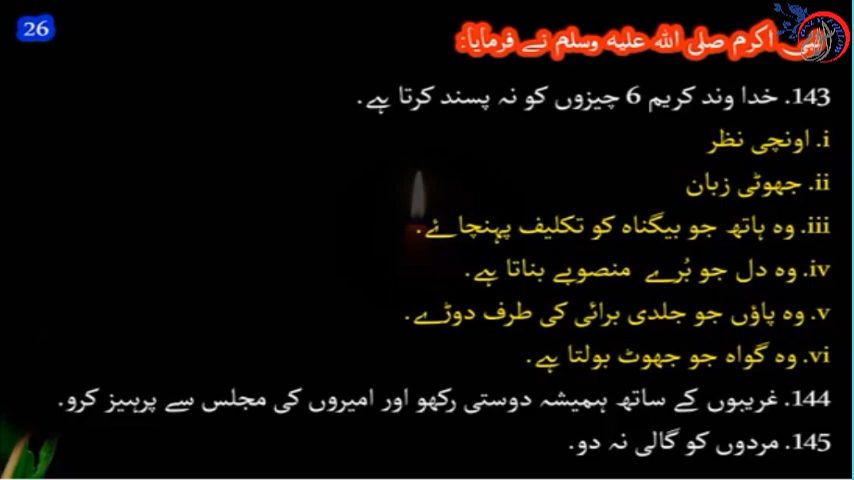 26
نبی اکرم صلی الله علیه وسلم نے فرمایا:
143. خدا وند کریم 6 چیزوں کو نہ پسند کرتا ہے.
i. اونچی نظر
ii. جھوٹی زبان
iii. وہ ہاتھ جو بیگناہ کو تکلیف پہنچائے.
iv. وہ دل جو بُرے منصوبے بناتا ہے.
v. وہ پاؤں جو جلدی برائی کی طرف دوڑے.
vi. وہ گواہ جو جھوٹ بولتا ہے.
144. غریبوں کے ساتھ ہمیشہ دوستی رکھو اور امیروں کی مجلس سے پرہیز کرو.
145. مردوں کو گالی نہ دو.